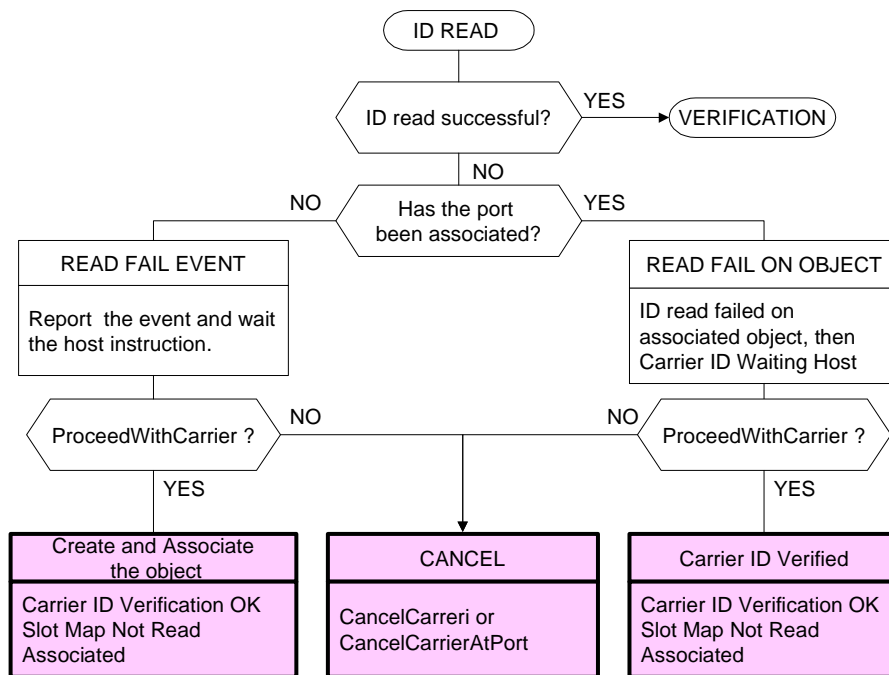 ID READ
ID read successful?
YES
VERIFICATION
NO
Has the port
been associated?
NO
YES
READ FAIL EVENT
Report the event and wait
the host instruction.
READ FAIL ON OBJECT
ID read failed on
associated object, then
Carrier ID Waiting Host
ProceedWithCarrier ?
NO
NO
ProceedWithCarrier ?
YES
YES
Create and Associate
the object
Carrier ID Verification OK
Slot Map Not Read
Associated
CANCEL
CancelCarreri or
CancelCarrierAtPort
Carrier ID Verified
Carrier ID Verification OK
Slot Map Not Read
Associated